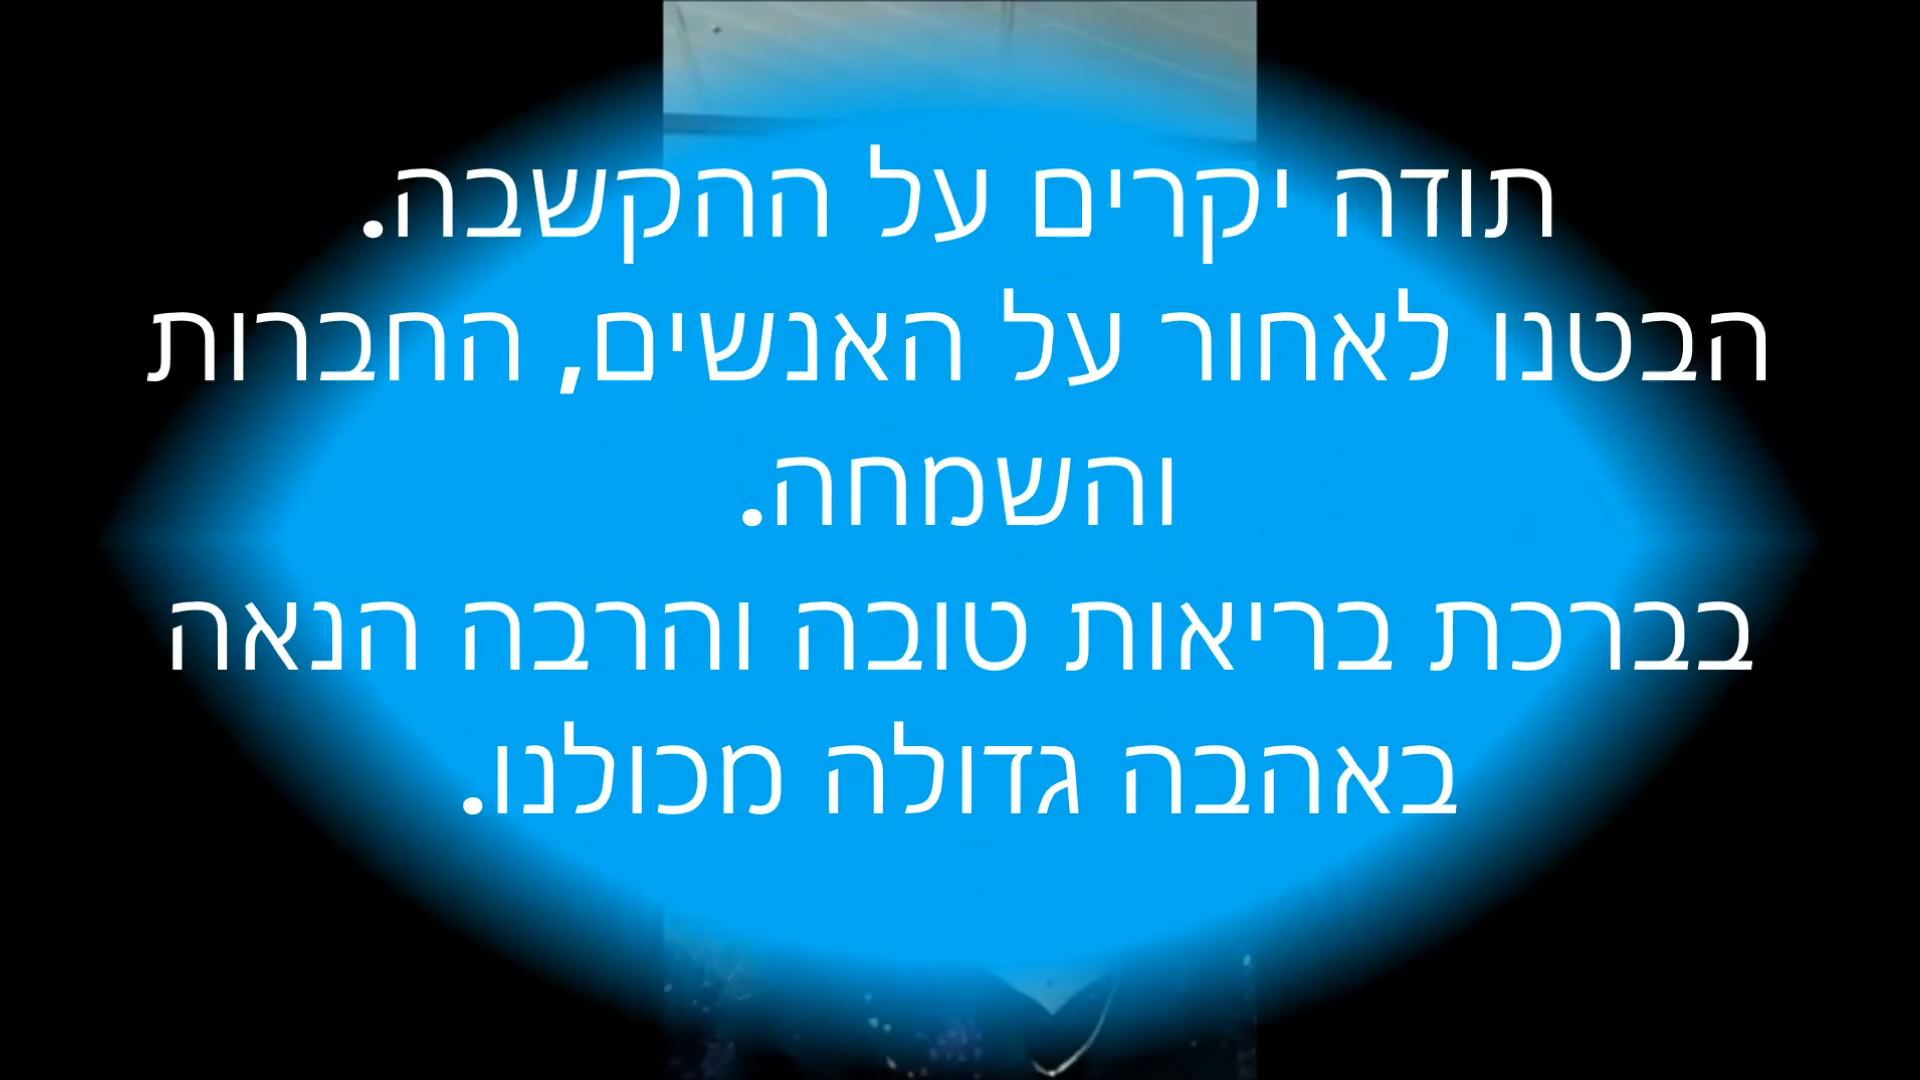 תודה יקרים על ההקשבה.
הבטנו לאחור על האנשים, החברות
והשמחה.
בברכת בריאות טובה והרבה הנאה
באהבה גדולה מכולנו.